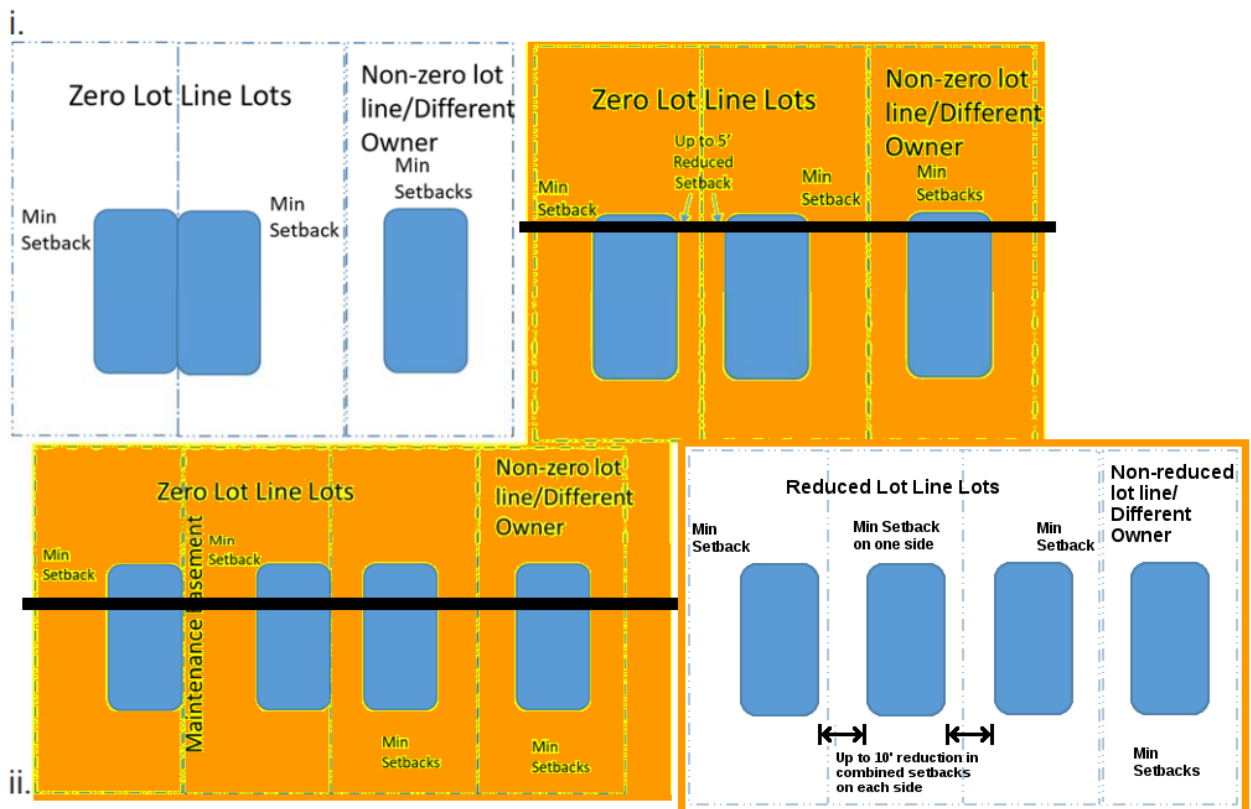 i.
Zero Lot Line Lots
Non-zero lot
line/Different
Owner
Min
Setbacks
Min
Setback
Min
Setback
Zero Lot Line Lots
Non-zero lot
line/Different
Owner
Up to 5'
Reduced
Setback
Min
Setback
Min
Setback
Min
Setbacks
Zero Lot Line Lots
Non-zero lot
line/Different
Owner
Min
Setback
Maintenance Easement
Min
Setback
Min
Setbacks
Min
Setbacks
ii.
Reduced Lot Line Lots
Non-reduced
lot line/
Different
Owner
Min
Setback
Min Setback
on one side
Min
Setback
Up to 10' reduction in
combined setbacks
on each side
Min
Setbacks